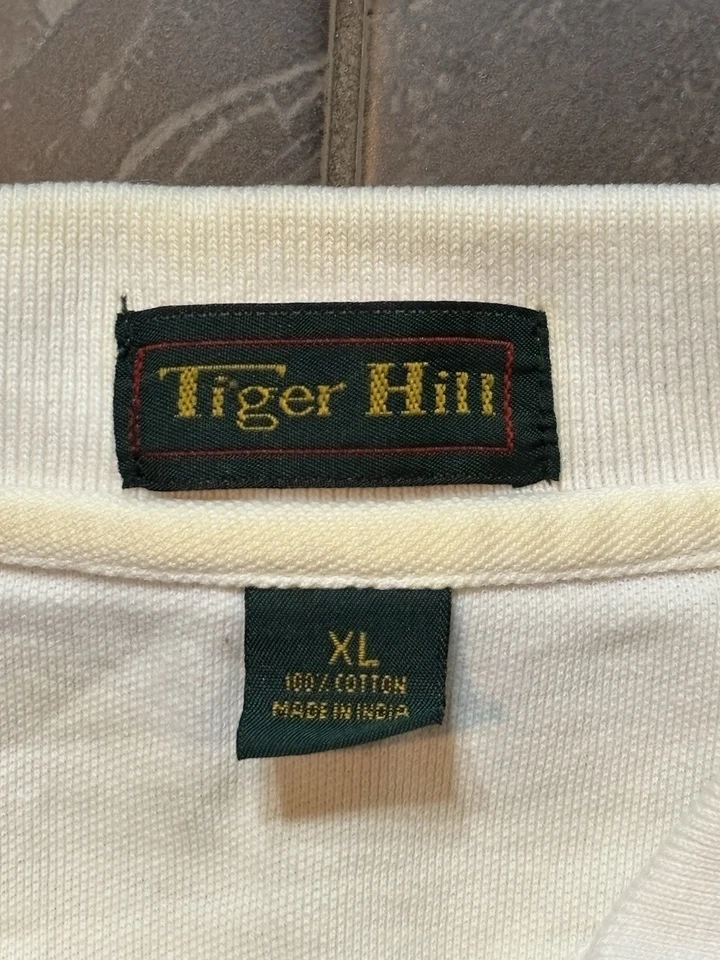 Tiger Hill
XL
100% COTTON
MADE IN INDIA